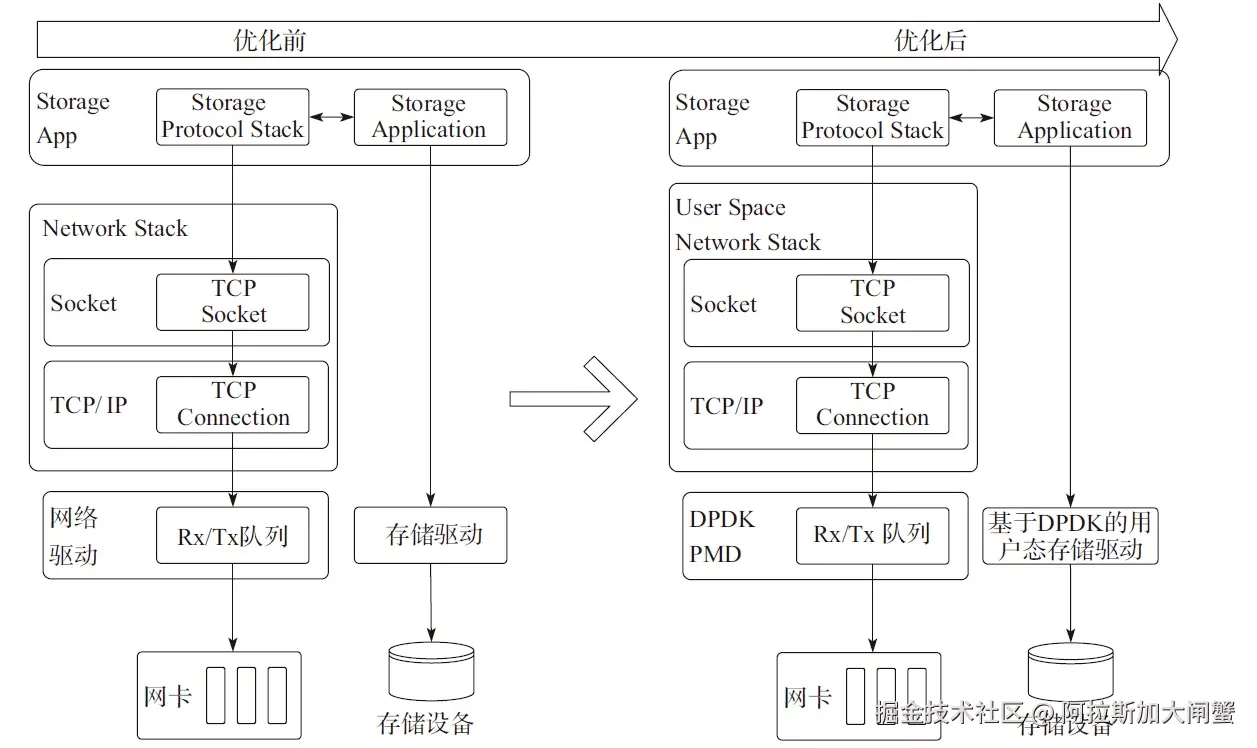 优化前
优化后
Storage
App
Storage
Protocol Stack
Storage
Application
Network Stack
Socket
TCP
Socket
TCP/ IP
TCP
Connection
网络
驱动
Rx/Tx队列
存储驱动
网卡
存储设备
Storage
App
Storage
Protocol Stack
Storage
Application
User Space
Network Stack
Socket
TCP
Socket
TCP/IP
TCP
Connection
DPDK
PMD
Rx/Tx 队列
基于DPDK的用
户态存储驱动
网卡
存储设备
掘金技术社区 @ 阿拉斯加大闸蟹